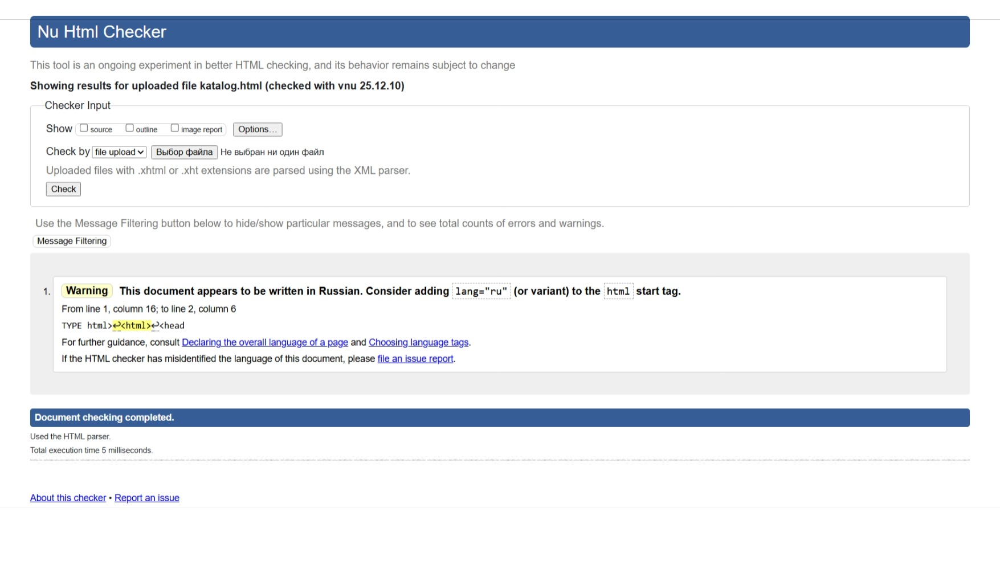 Nu Html Checker
This tool is an ongoing experiment in better HTML checking, and its behavior remains subject to change
Showing results for uploaded file katalog.html (checked with vnu 25.12.10)
Checker Input
Show source outline image report Options...
Check by file upload Выбор файла Не выбран ни один файл
Uploaded files with .xhtml or .xht extensions are parsed using the XML parser.
Check
Use the Message Filtering button below to hide/show particular messages, and to see total counts of errors and warnings.
Message Filtering
1. Warning This document appears to be written in Russian. Consider adding lang="ru" (or variant) to the html start tag.
From line 1, column 16; to line 2, column 6
TYPE html>↩<html>↩<head
For further guidance, consult Declaring the overall language of a page and Choosing language tags.
If the HTML checker has misidentified the language of this document, please file an issue report.
Document checking completed.
Used the HTML parser.
Total execution time 5 milliseconds.
About this checker • Report an issue